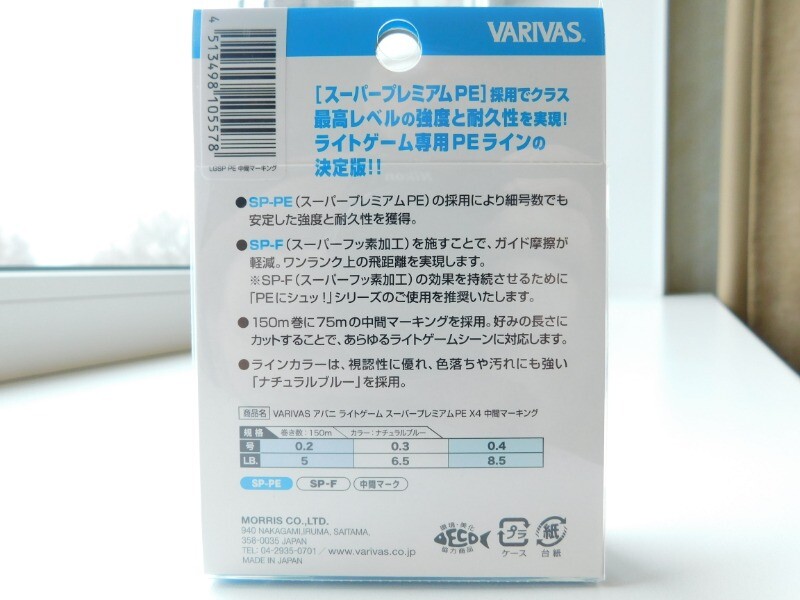 VARIVAS®
4513498105578
LGSP PE 中間マーキング
[スーパープレミアムPE]採用でクラス
最高レベルの強度と耐久性を実現!
ライトゲーム専用PEラインの
決定版!!
●SP-PE(スーパープレミアムPE)の採用により細号数でも
安定した強度と耐久性を獲得。
●SP-F(スーパーフッ素加工)を施すことで、ガイド摩擦が
軽減。ワンランク上の飛距離を実現します。
※SP-F(スーパーフッ素加工)の効果を持続させるために
「PEにシュッ!」シリーズのご使用を推奨いたします。
●150m巻に75mの中間マーキングを採用。好みの長さに
カットすることで、あらゆるライトゲームシーンに対応します。
●ラインカラーは、視認性に優れ、色落ちや汚れにも強い
「ナチュラルブルー」を採用。
商品名 VARIVAS アバニ ライトゲーム スーパープレミアムPE X4 中間マーキング
規格 巻き数:150m カラー:ナチュラルブルー
号 0.2 0.3 0.4
LB. 5 6.5 8.5
SP-PE SP-F 中間マーク
MORRIS CO.,LTD.
940 NAKAGAMI,IRUMA, SAITAMA,
358-0035 JAPAN
TEL: 04-2935-0701 / www.varivas.co.jp
MADE IN JAPAN
環境・美化
ECO
協力商品
プラ
ケース
紙
台紙